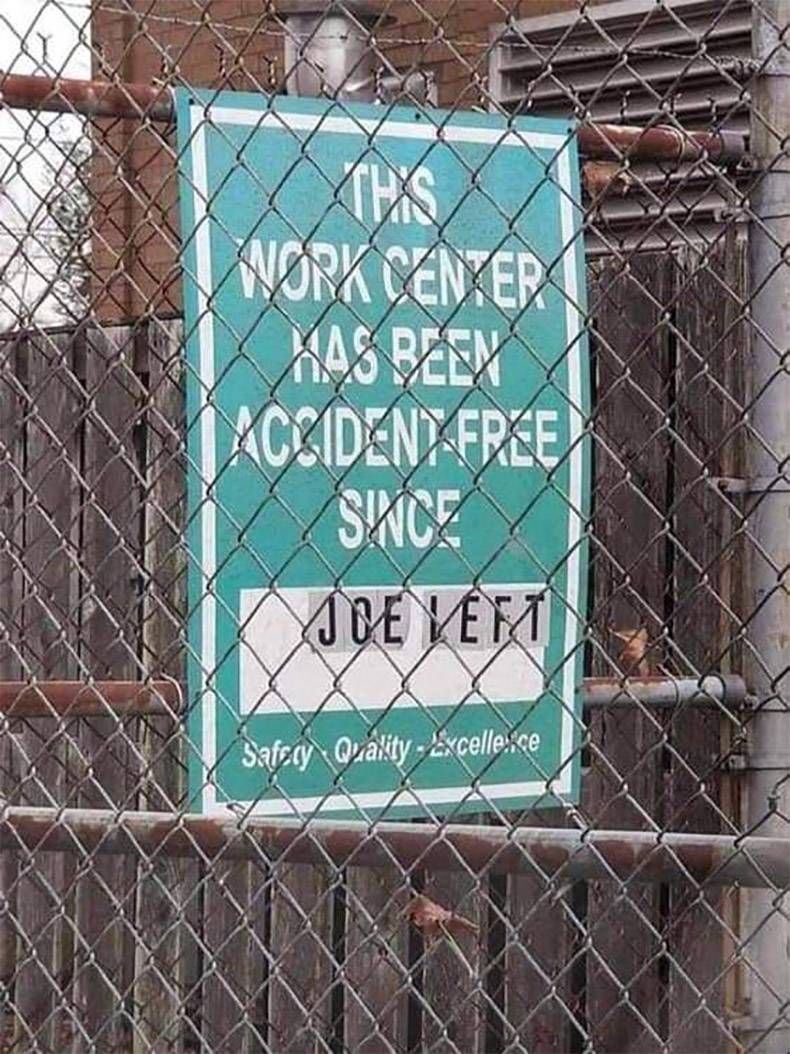 THIS
WORK CENTER
HAS BEEN
ACCIDENT-FREE
SINCE
JOE LEFT
Safety - Quality - Excellence